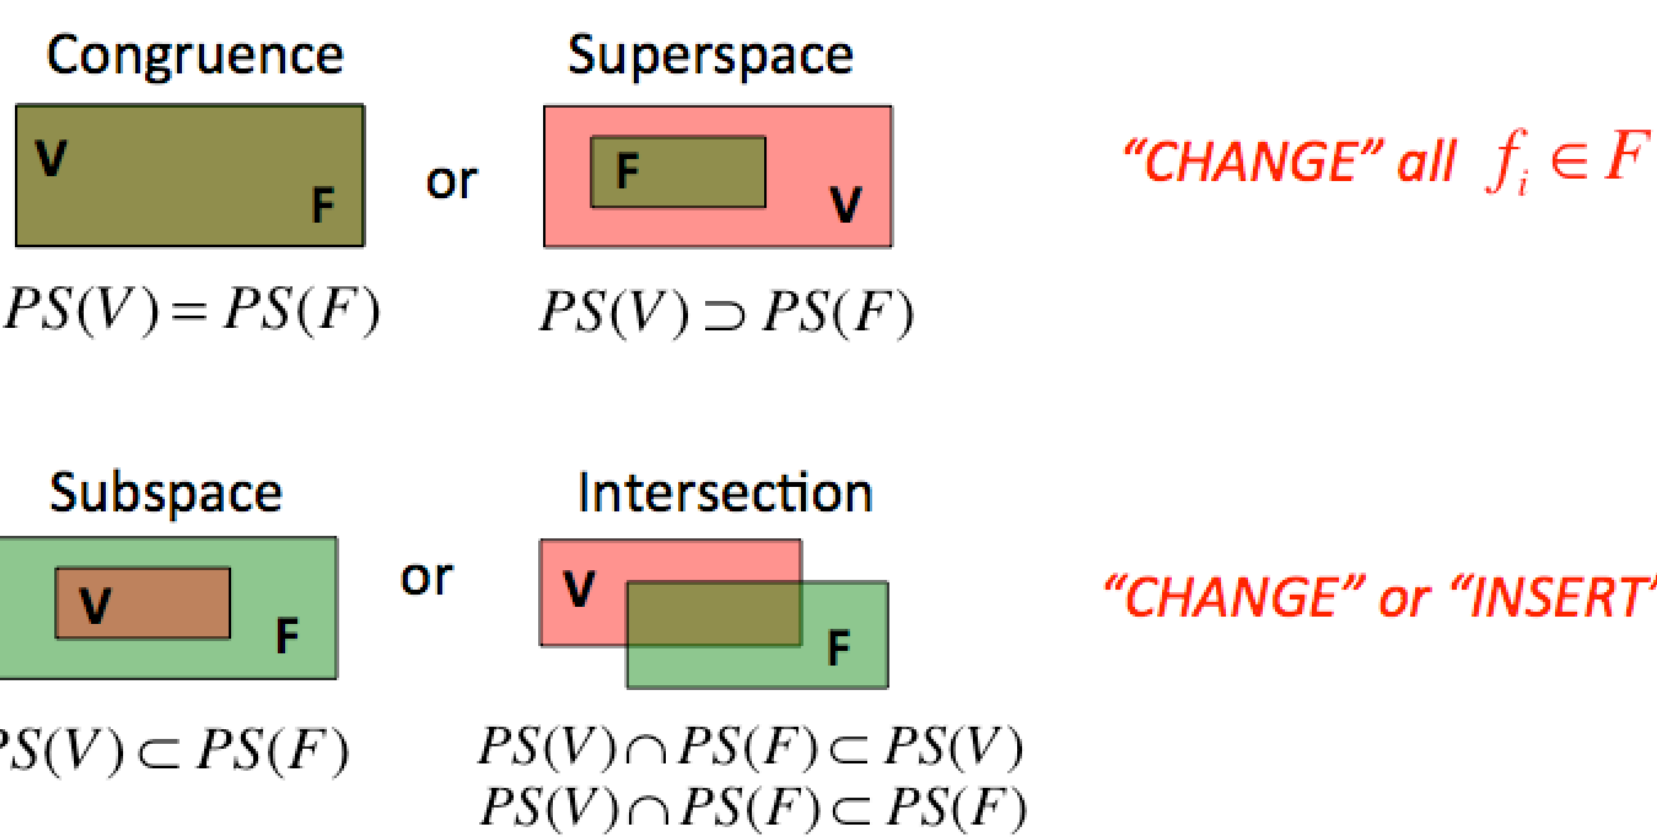 Congruence
Superspace
V
F
or
F
V
“CHANGE” all f_i ∈ F
PS(V) = PS(F)
PS(V) ⊃ PS(F)
Subspace
Intersection
V
F
or
V
F
“CHANGE” or “INSERT”
PS(V) ⊂ PS(F)
PS(V) ∩ PS(F) ⊂ PS(V)
PS(V) ∩ PS(F) ⊂ PS(F)